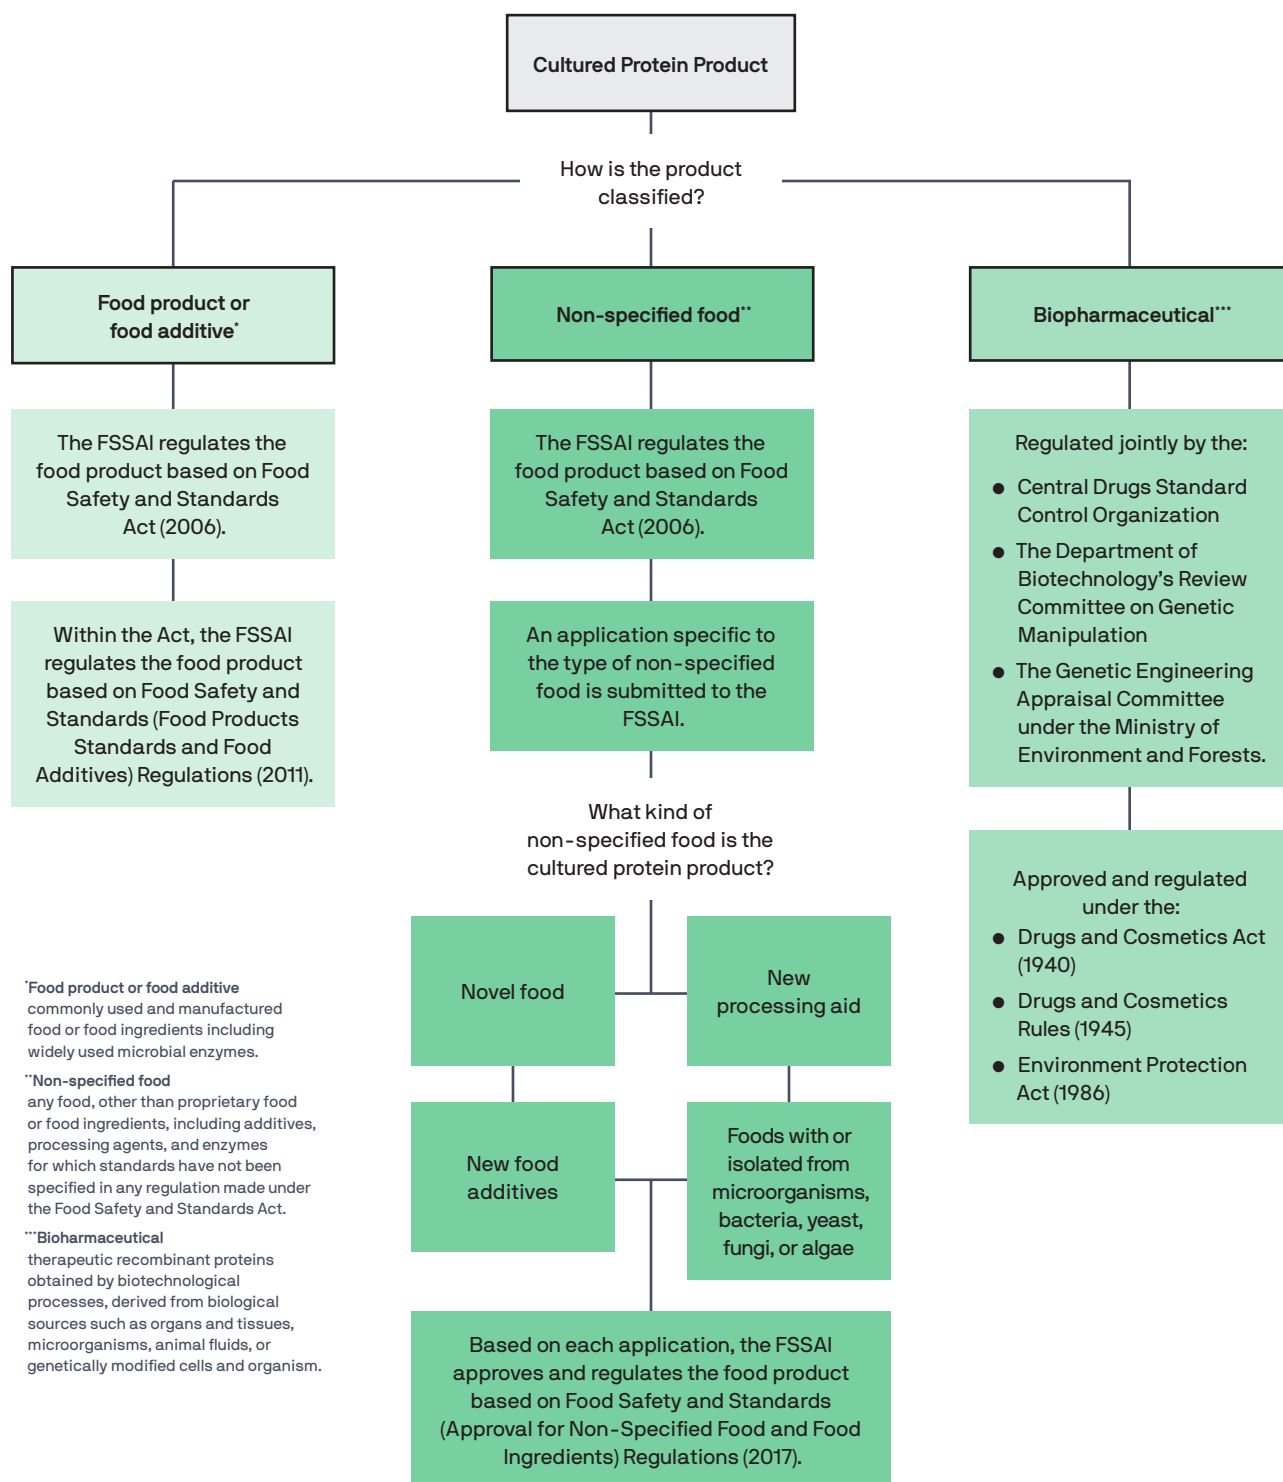 Cultured Protein Product
How is the product
classified?
Food product or
food additive*
Non-specified food**
Biopharmaceutical***
The FSSAI regulates the
food product based on Food
Safety and Standards
Act (2006).
Within the Act, the FSSAI
regulates the food product
based on Food Safety and
Standards (Food Products
Standards and Food
Additives) Regulations (2011).
The FSSAI regulates the
food product based on Food
Safety and Standards
Act (2006).
An application specific to
the type of non-specified
food is submitted to the
FSSAI.
What kind of
non-specified food is the
cultured protein product?
Novel food
New
processing aid
New food
additives
Foods with or
isolated from
microorganisms,
bacteria, yeast,
fungi, or algae
Based on each application, the FSSAI
approves and regulates the food product
based on Food Safety and Standards
(Approval for Non-Specified Food and Food
Ingredients) Regulations (2017).
Regulated jointly by the:
● Central Drugs Standard
Control Organization
● The Department of
Biotechnology's Review
Committee on Genetic
Manipulation
● The Genetic Engineering
Appraisal Committee
under the Ministry of
Environment and Forests.
Approved and regulated
under the:
● Drugs and Cosmetics Act
(1940)
● Drugs and Cosmetics
Rules (1945)
● Environment Protection
Act (1986)
*Food product or food additive
commonly used and manufactured
food or food ingredients including
widely used microbial enzymes.
**Non-specified food
any food, other than proprietary food
or food ingredients, including additives,
processing agents, and enzymes
for which standards have not been
specified in any regulation made under
the Food Safety and Standards Act.
***Bioharmaceutical
therapeutic recombinant proteins
obtained by biotechnological
processes, derived from biological
sources such as organs and tissues,
microorganisms, animal fluids, or
genetically modified cells and organism.